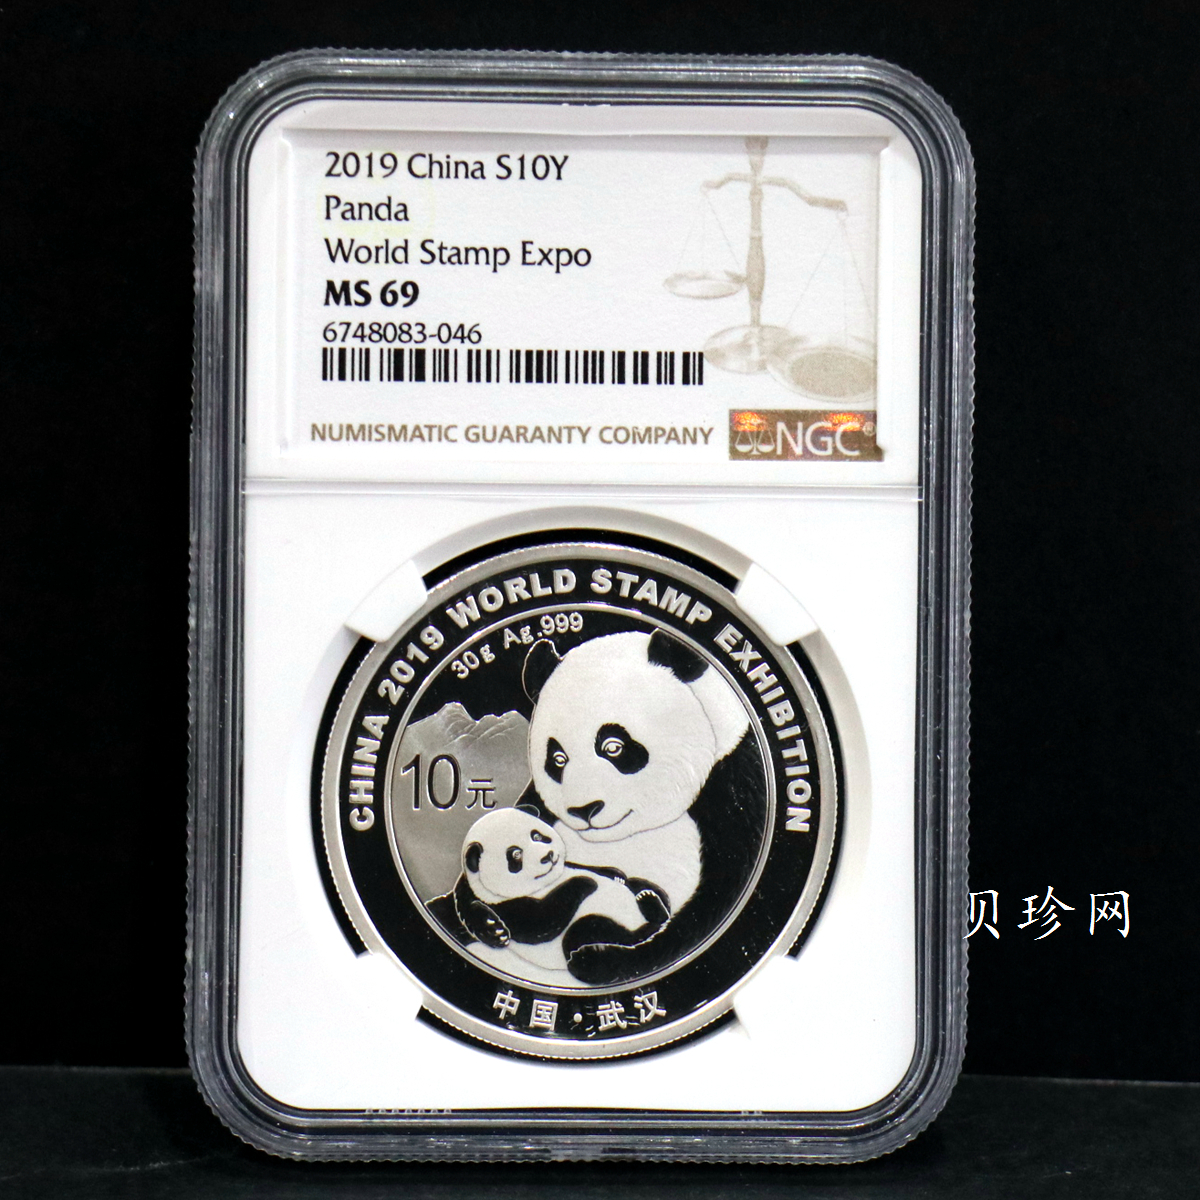 2019 China S10Y
Panda
World Stamp Expo
MS 69
6748083-046
NUMISMATIC GUARANTY COMPANY
NGC®
CHINA 2019 WORLD STAMP EXHIBITION
30g Ag.999
10元
中国·武汉
珍网